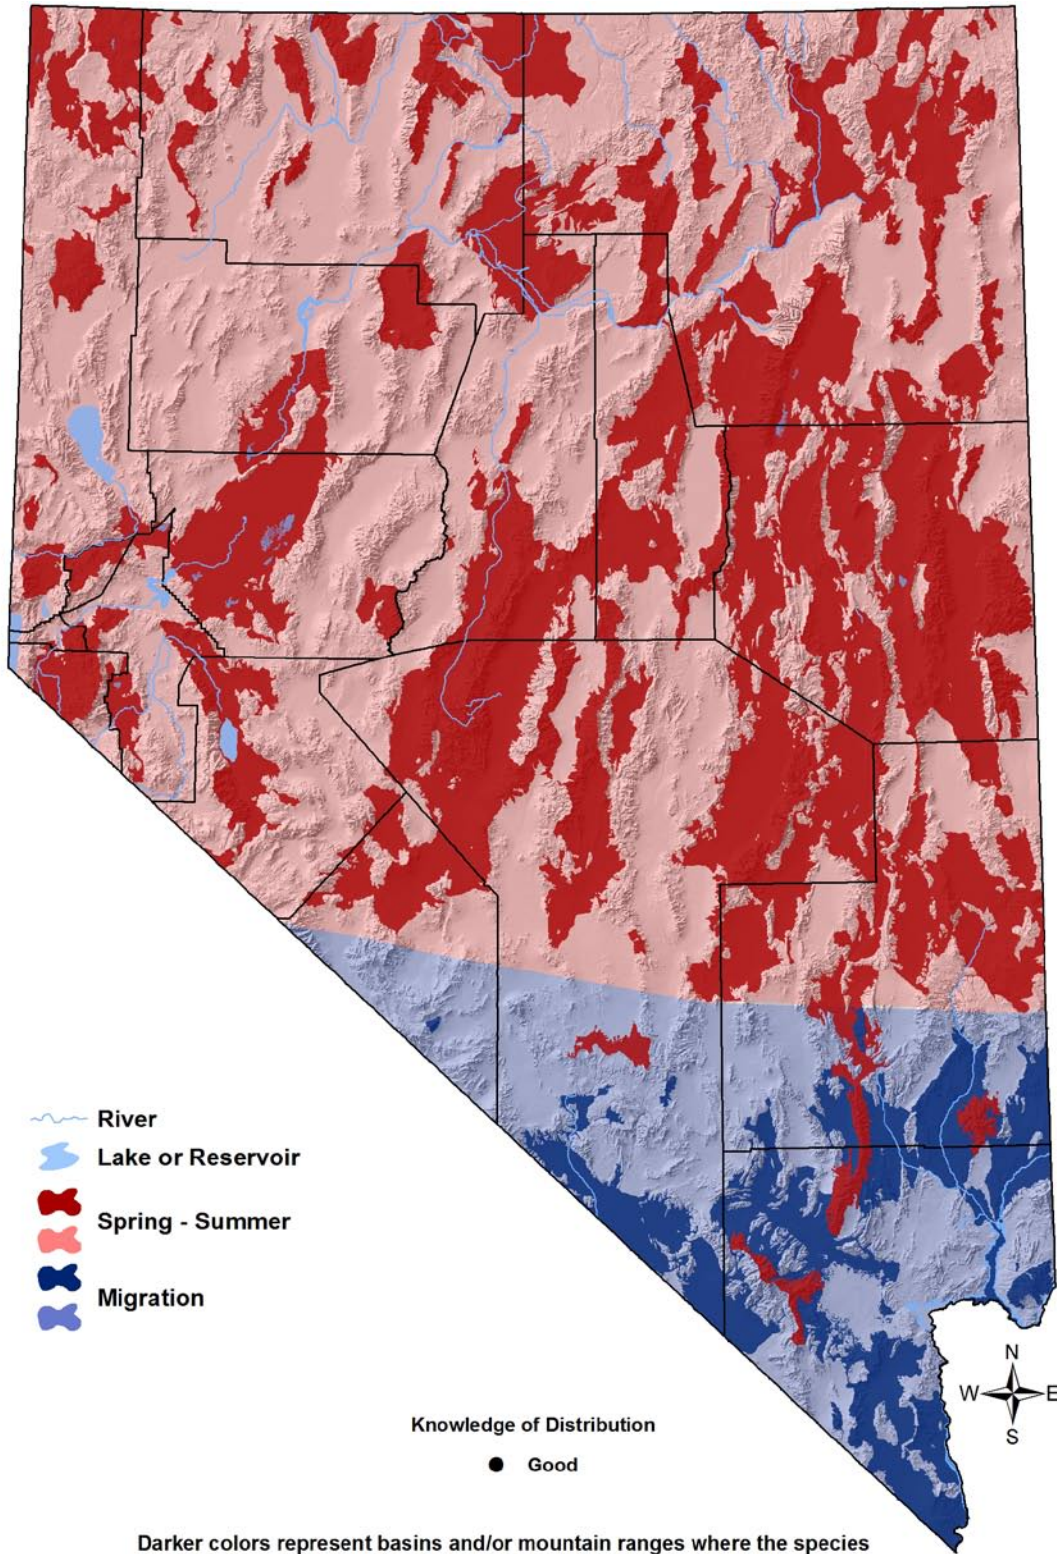 River
Lake or Reservoir
Spring - Summer
Migration
N
W E
S
Knowledge of Distribution
Good
Darker colors represent basins and/or mountain ranges where the species